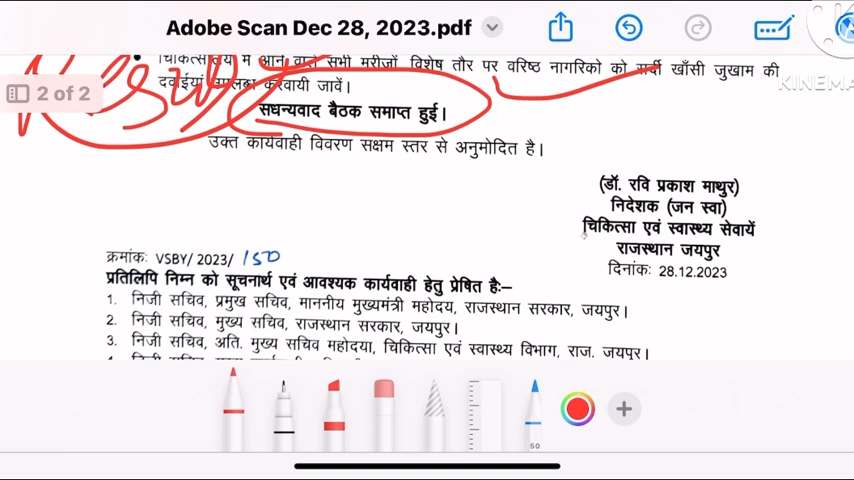 Adobe Scan Dec 28, 2023.pdf
चिकित्सालयों में आने वाले सभी मरीजों विशेष तौर पर वरिष्ठ नागरिको को सर्दी खाँसी जुखाम की
दवाईयां उपलब्ध करवायी जावें।
KINEMA
2 of 2
सधन्यवाद बैठक समाप्त हुई।
उक्त कार्यवाही विवरण सक्षम स्तर से अनुमोदित है।
(डॉ. रवि प्रकाश माथुर)
निदेशक (जन स्वा)
चिकित्सा एवं स्वास्थ्य सेवायें
राजस्थान जयपुर
क्रमांकः VSBY/ 2023/ 150
दिनांकः 28.12.2023
प्रतिलिपि निम्न को सूचनार्थ एवं आवश्यक कार्यवाही हेतु प्रेषित हैः–
1. निजी सचिव, प्रमुख सचिव, माननीय मुख्यमंत्री महोदय, राजस्थान सरकार, जयपुर।
2. निजी सचिव, मुख्य सचिव, राजस्थान सरकार, जयपुर।
3. निजी सचिव, अति. मुख्य सचिव महोदया, चिकित्सा एवं स्वास्थ्य विभाग, राज. जयपुर।
50